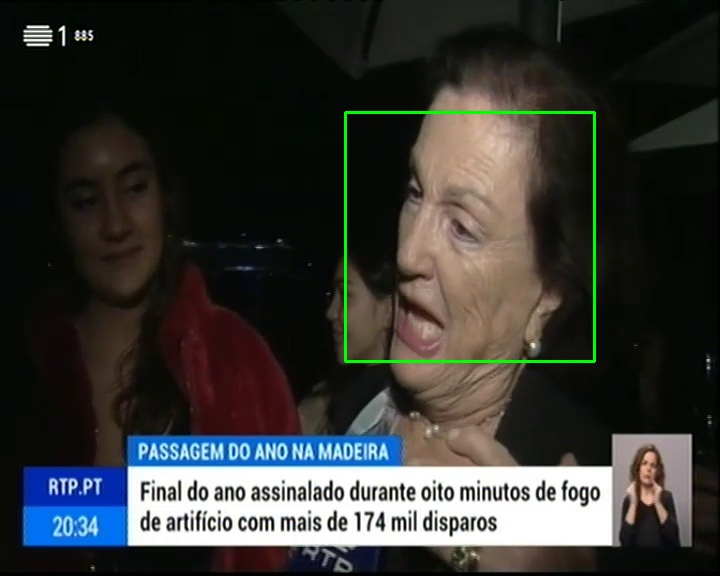 1 885
PASSAGEM DO ANO NA MADEIRA
RTP.PT
Final do ano assinalado durante oito minutos de fogo
20:34
de artifício com mais de 174 mil disparos
RTP